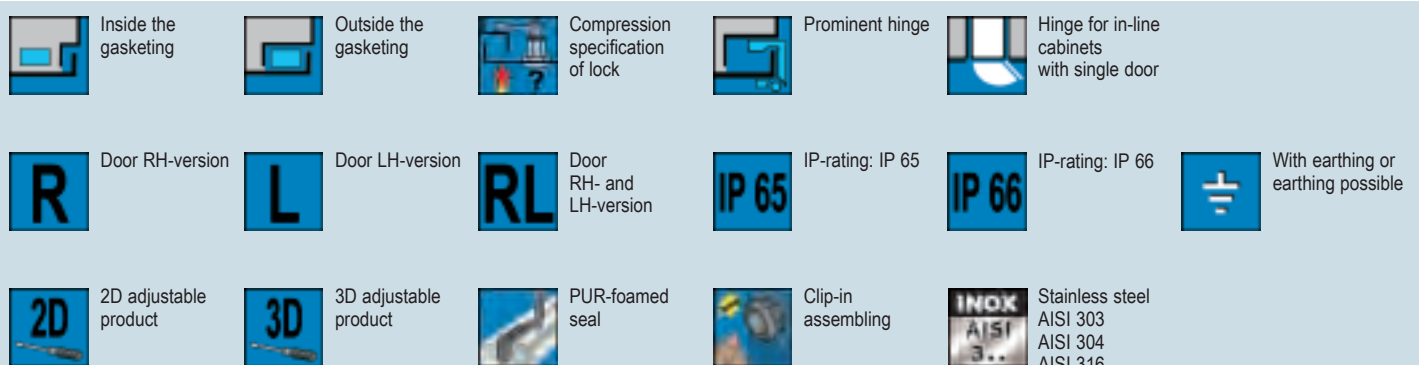 Inside the
gasketing
Outside the
gasketing
Compression
specification
of lock
?
Prominent hinge
Hinge for in-line
cabinets
with single door
R
Door RH-version
L
Door LH-version
RL
Door
RH- and
LH-version
IP 65
IP-rating: IP 65
IP 66
IP-rating: IP 66
With earthing or
earthing possible
2D
2D adjustable
product
3D
3D adjustable
product
PUR-foamed
seal
Clip-in
assembling
INOX
AISI
3..
Stainless steel
AISI 303
AISI 304
AISI 316